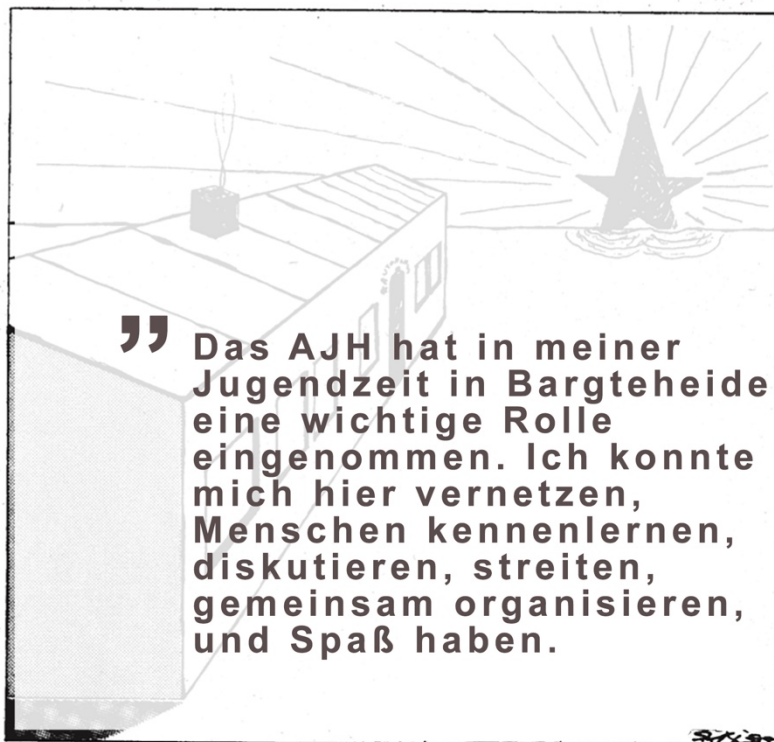 ” Das AJH hat in meiner
Jugendzeit in Bargteheide
eine wichtige Rolle
eingenommen. Ich konnte
mich hier vernetzen,
Menschen kennenlernen,
diskutieren, streiten,
gemeinsam organisieren,
und Spaß haben.